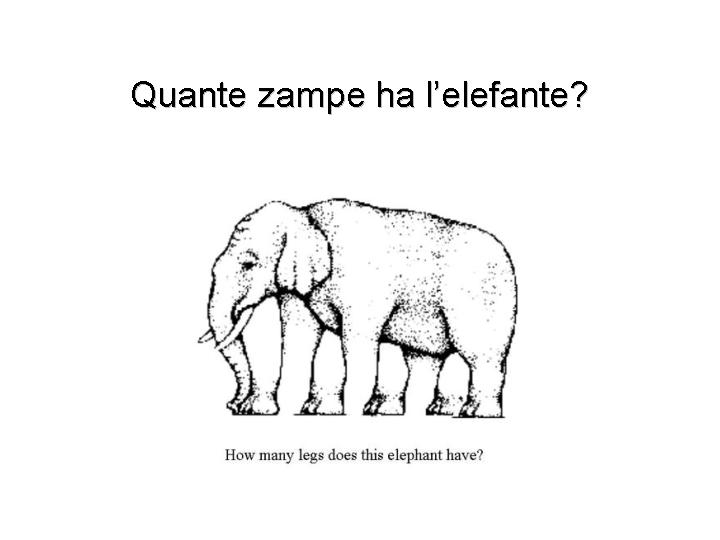 Quante zampe ha l’elefante?
How many legs does this elephant have?